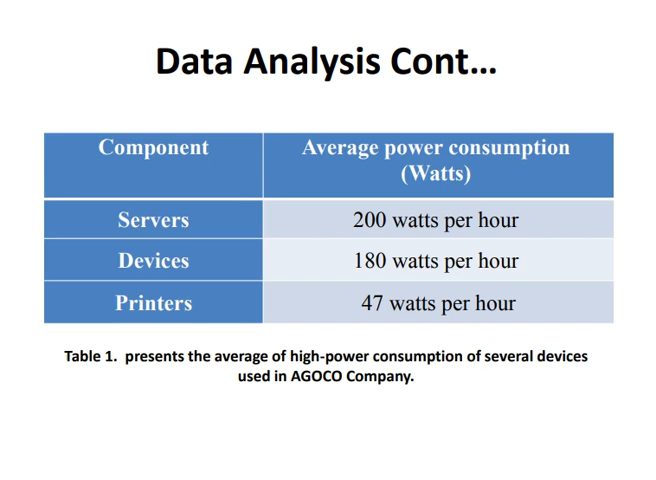 Data Analysis Cont…
Component
Average power consumption
(Watts)
Servers
200 watts per hour
Devices
180 watts per hour
Printers
47 watts per hour
Table 1.  presents the average of high-power consumption of several devices
used in AGOCO Company.